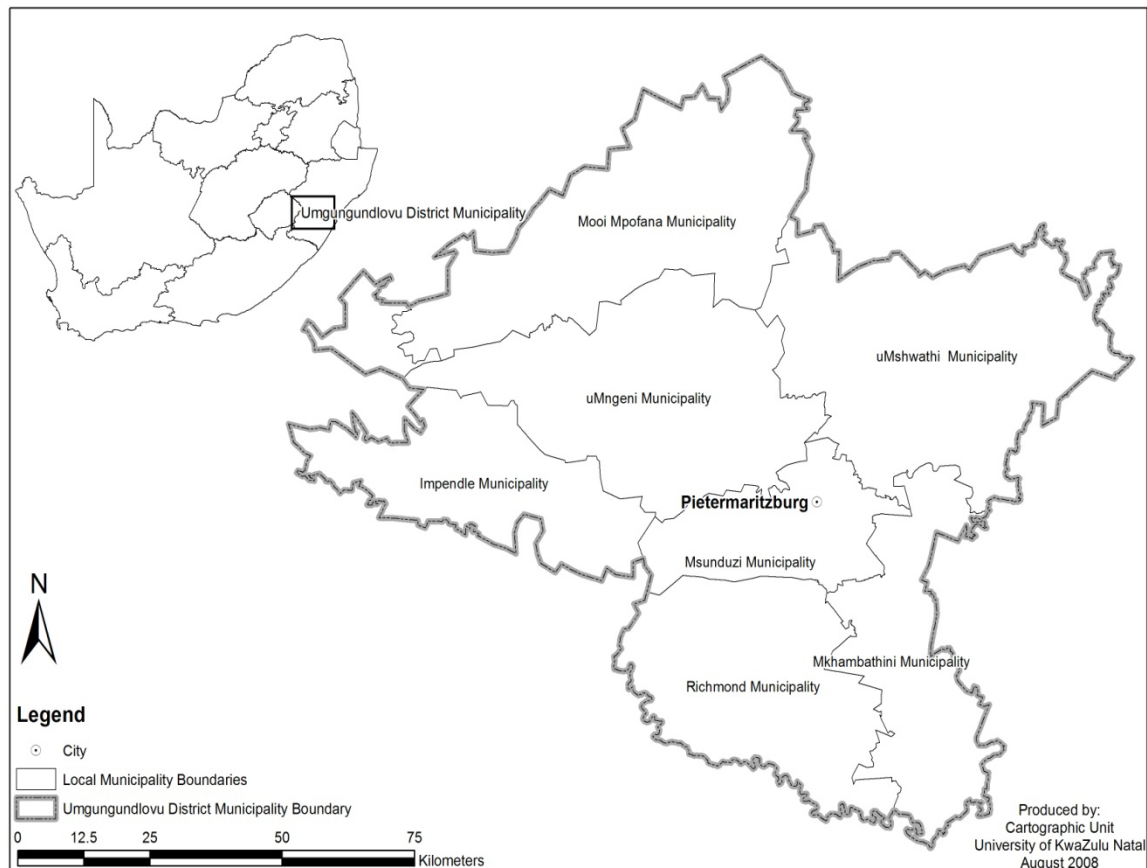 Umgungundlovu District Municipality
Mooi Mpofana Municipality
uMshwathi Municipality
uMngeni Municipality
Impendle Municipality
Pietermaritzburg
Msunduzi Municipality
Mkhambathini Municipality
Richmond Municipality
N
Legend
City
Local Municipality Boundaries
Umgungundlovu District Municipality Boundary
0 12.5 25 50 75
Kilometers
Produced by:
Cartographic Unit
University of KwaZulu Natal
August 2008